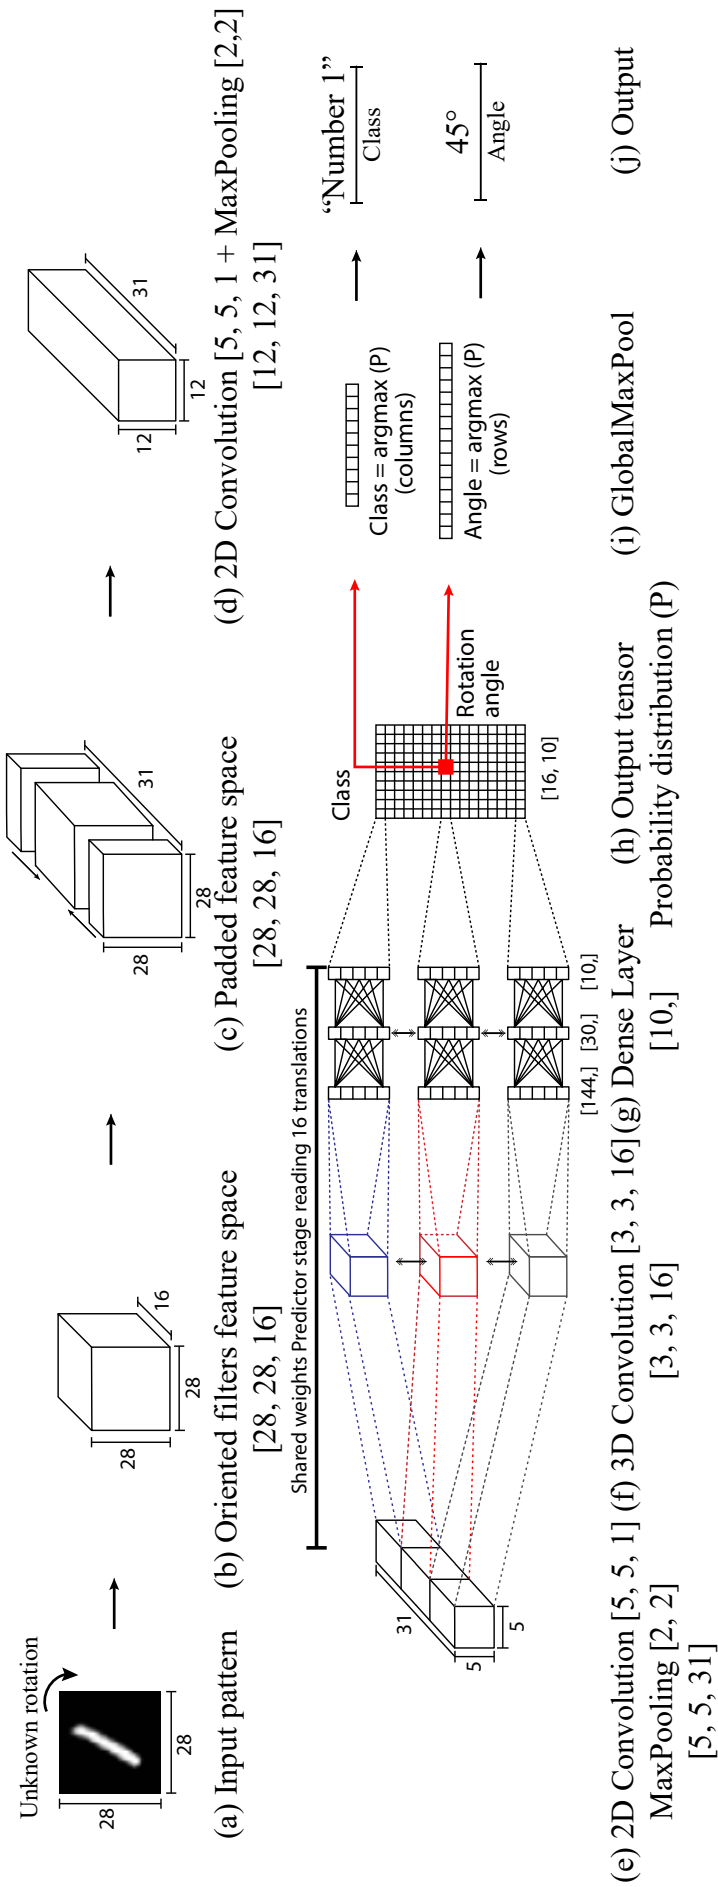 Unknown rotation
28
28
(a) Input pattern
28
28
16
(b) Oriented filters feature space
[28, 28, 16]
28
28
31
(c) Padded feature space
[28, 28, 16]
12
12
31
(d) 2D Convolution [5, 5, 1 + MaxPooling [2,2]
[12, 12, 31]
31
5
5
(e) 2D Convolution [5, 5, 1]
MaxPooling [2, 2]
[5, 5, 31]
Shared weights Predictor stage reading 16 translations
(f) 3D Convolution [3, 3, 16]
[3, 3, 16]
[144,]
[30,]
[10,]
(g) Dense Layer
[10,]
Class
Rotation
angle
[16, 10]
(h) Output tensor
Probability distribution (P)
Class = argmax (P)
(columns)
Angle = argmax (P)
(rows)
(i) GlobalMaxPool
“Number 1”
Class
45°
Angle
(j) Output